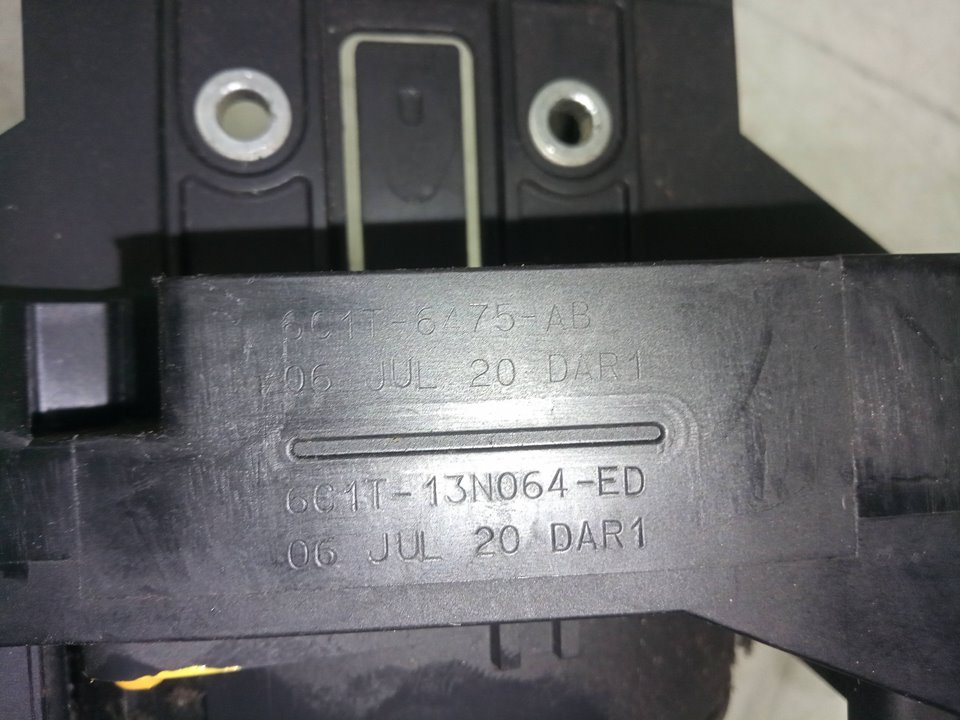 6C1T-6475-AB
06 JUL 20 DAR1
6C1T-13N064-ED
06 JUL 20 DAR1